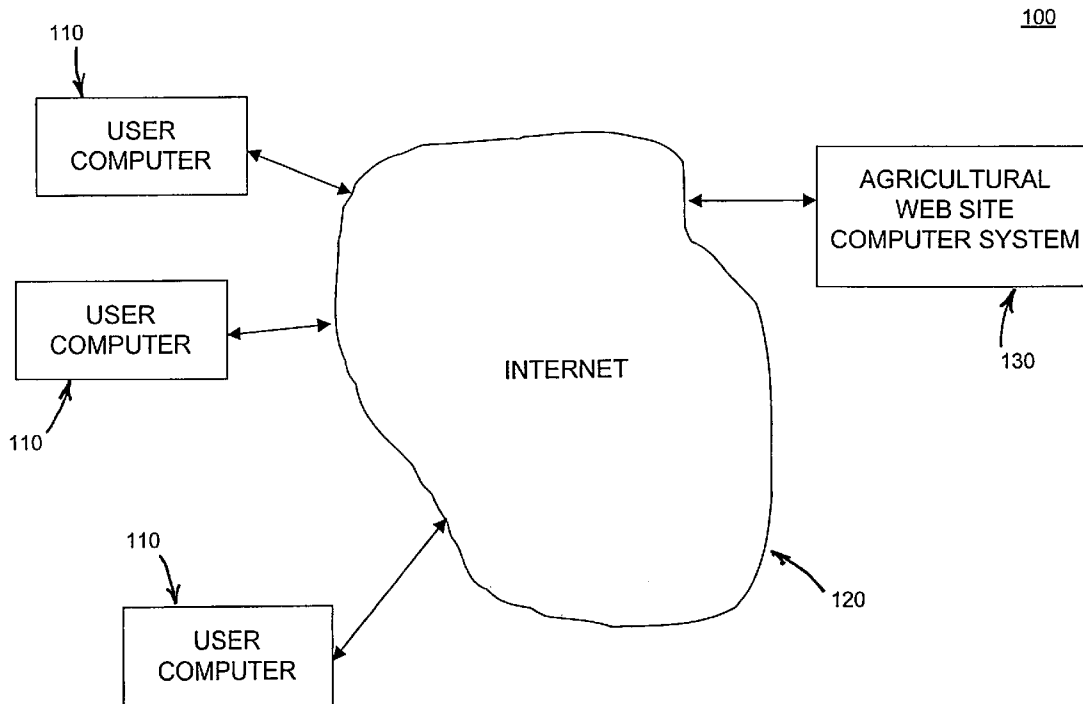 100
110
USER
COMPUTER
AGRICULTURAL
WEB SITE
COMPUTER SYSTEM
130
USER
COMPUTER
110
INTERNET
110
USER
COMPUTER
120